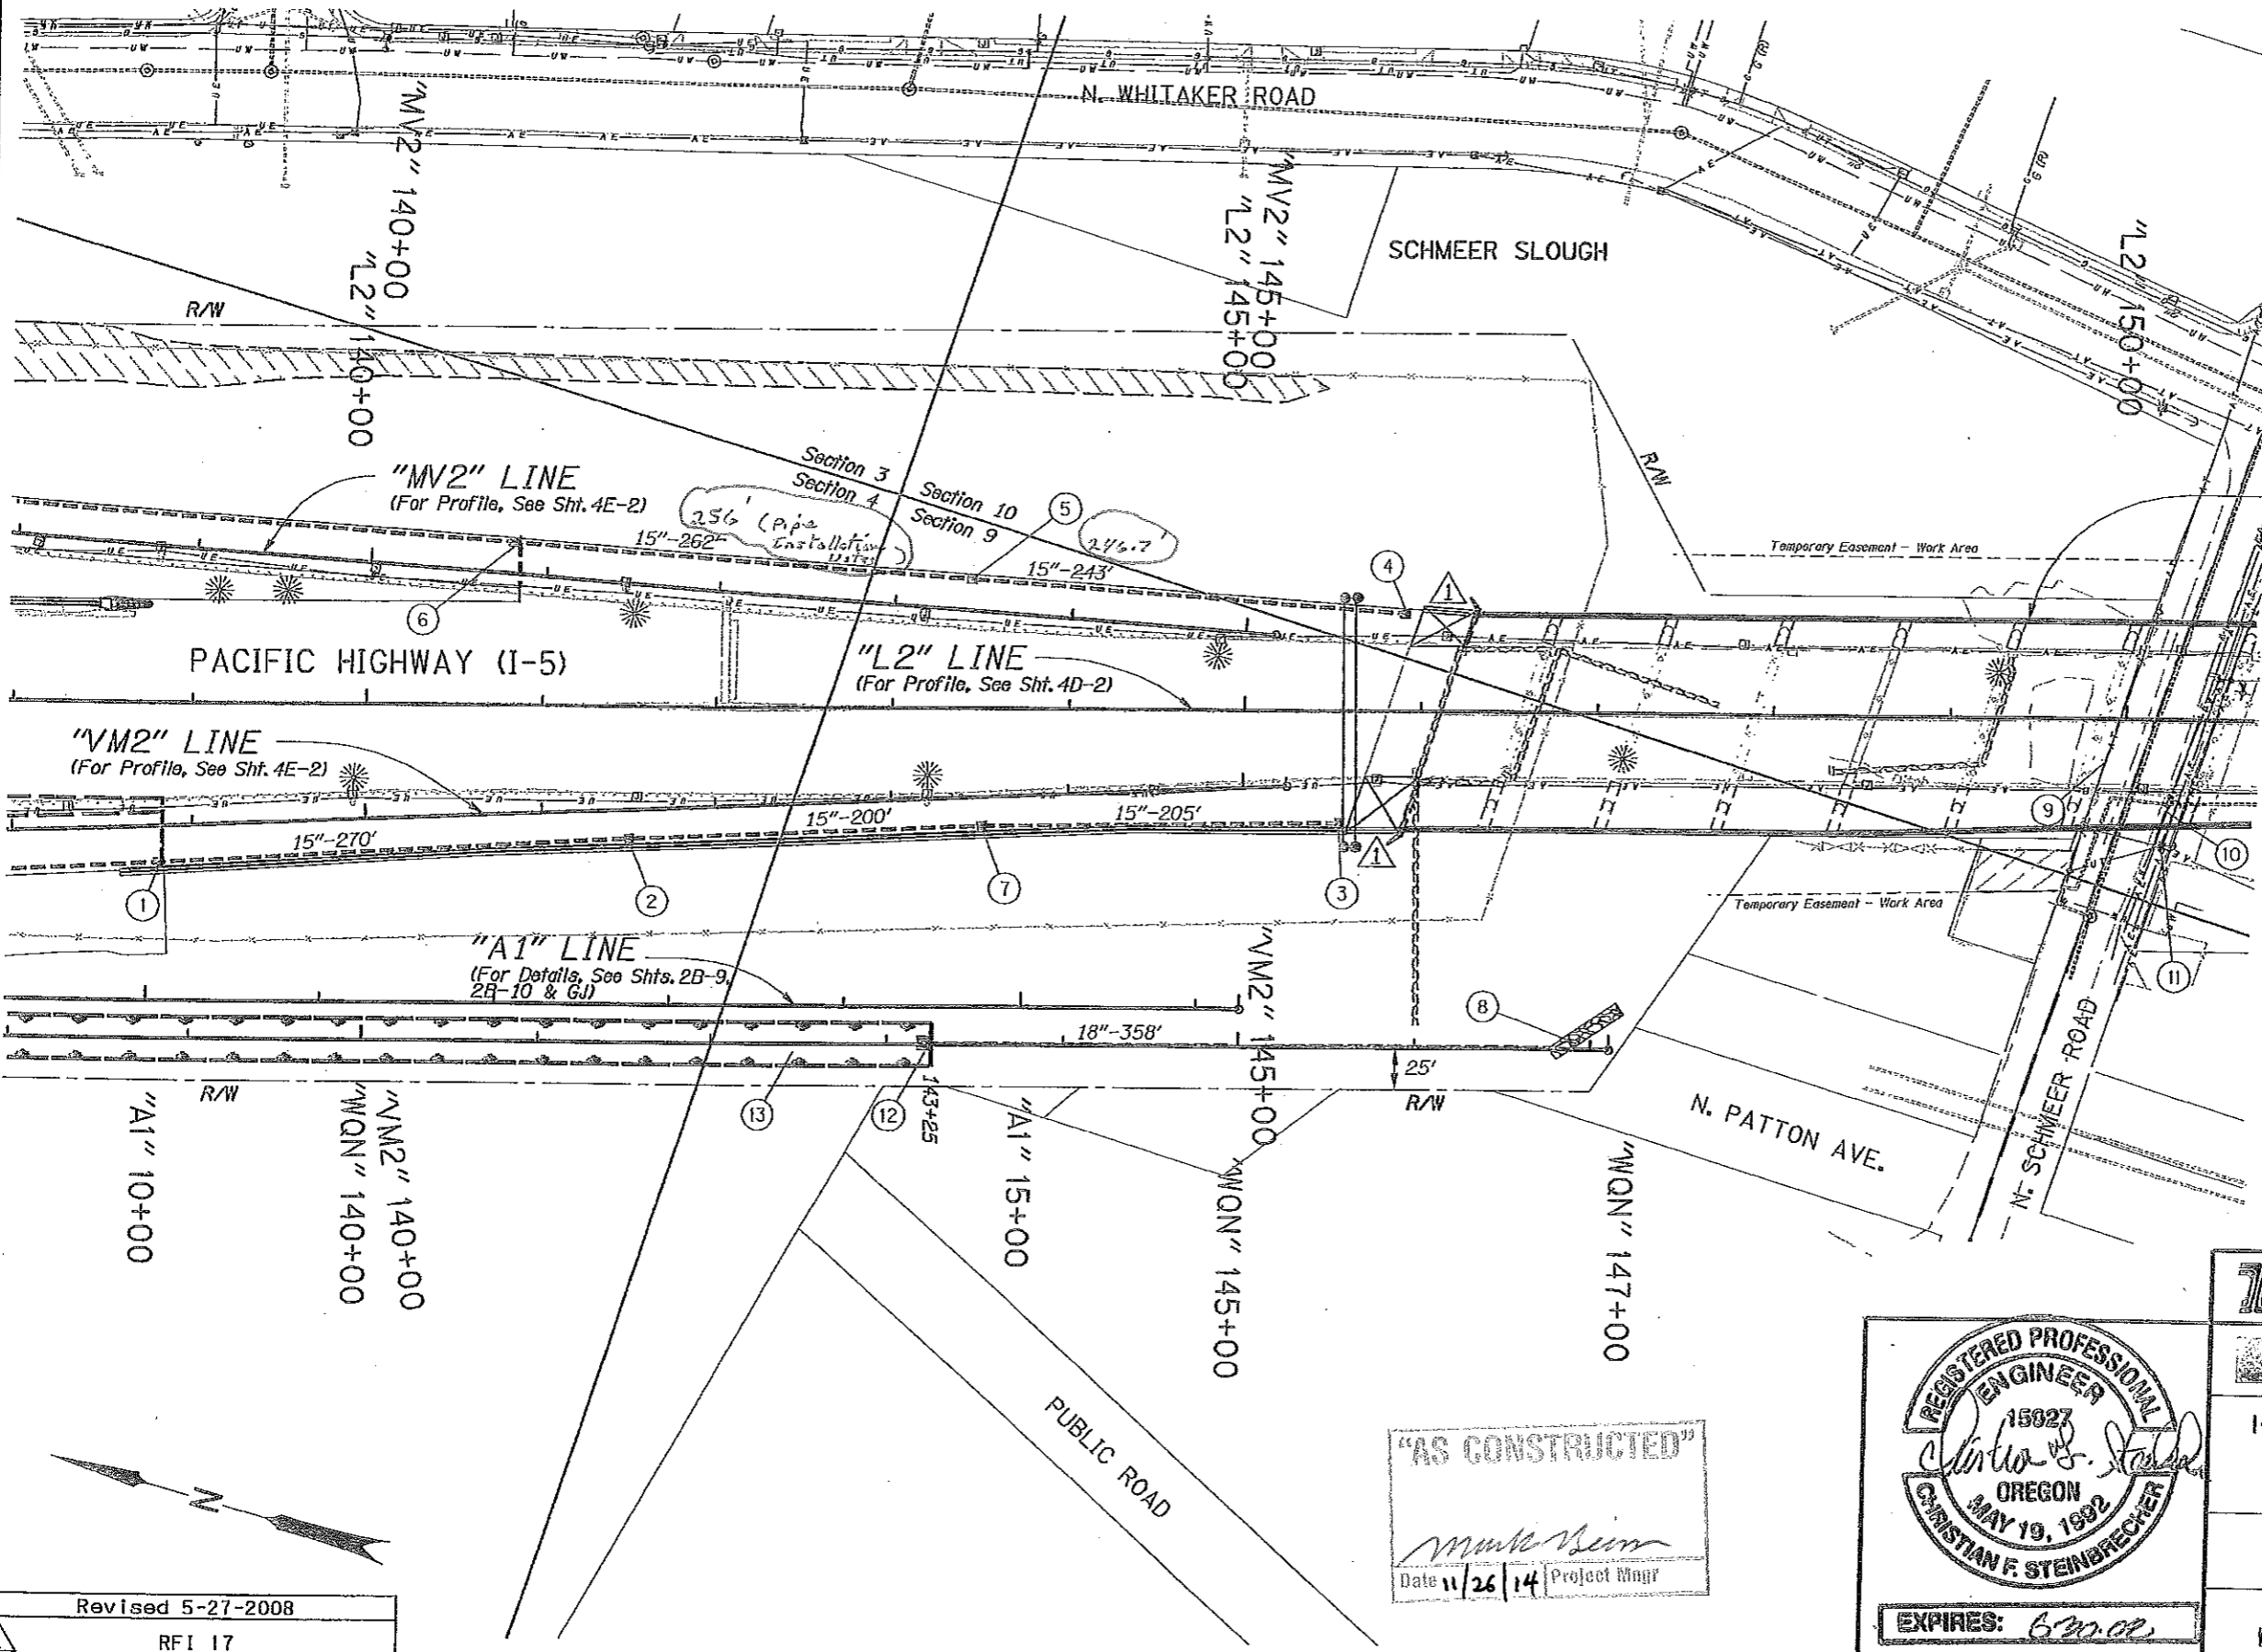 N. WHITAKER ROAD
"MV2" 140+00
"L2" 140+00
"MV2" 145+00
"L2" 145+00
SCHMEER SLOUGH
"L2" 150+00
R/W
R/W
"MV2" LINE
(For Profile, See Sht. 4E-2)
Section 3
Section 4
Section 10
Section 9
256' (Pipe Installation
15"-262'
5
246.7'
15"-243'
4
1
Temporary Easement - Work Area
6
PACIFIC HIGHWAY (I-5)
"L2" LINE
(For Profile, See Sht. 4D-2)
"VM2" LINE
(For Profile, See Sht. 4E-2)
15"-270'
15"-200'
15"-205'
1
2
7
3
1
9
10
11
Temporary Easement - Work Area
"A1" LINE
(For Details, See Shts. 2B-9,
2B-10 & GJ)
"VM2" 145+00
18"-358'
8
25'
R/W
R/W
13
12
143+25
"A1" 10+00
"WQN" 140+00
"VM2" 140+00
"A1" 15+00
"WQN" 145+00
"WQN" 147+00
N. PATTON AVE.
N. SCHMEER ROAD
PUBLIC ROAD
N
"AS CONSTRUCTED"
Date 11/26/14 Project Mngr
REGISTERED PROFESSIONAL
ENGINEER
15927
OREGON
MAY 19, 1992
CHRISTIAN F. STEINBRECHER
EXPIRES: 6-30-02
Revised 5-27-2008
RFI 17